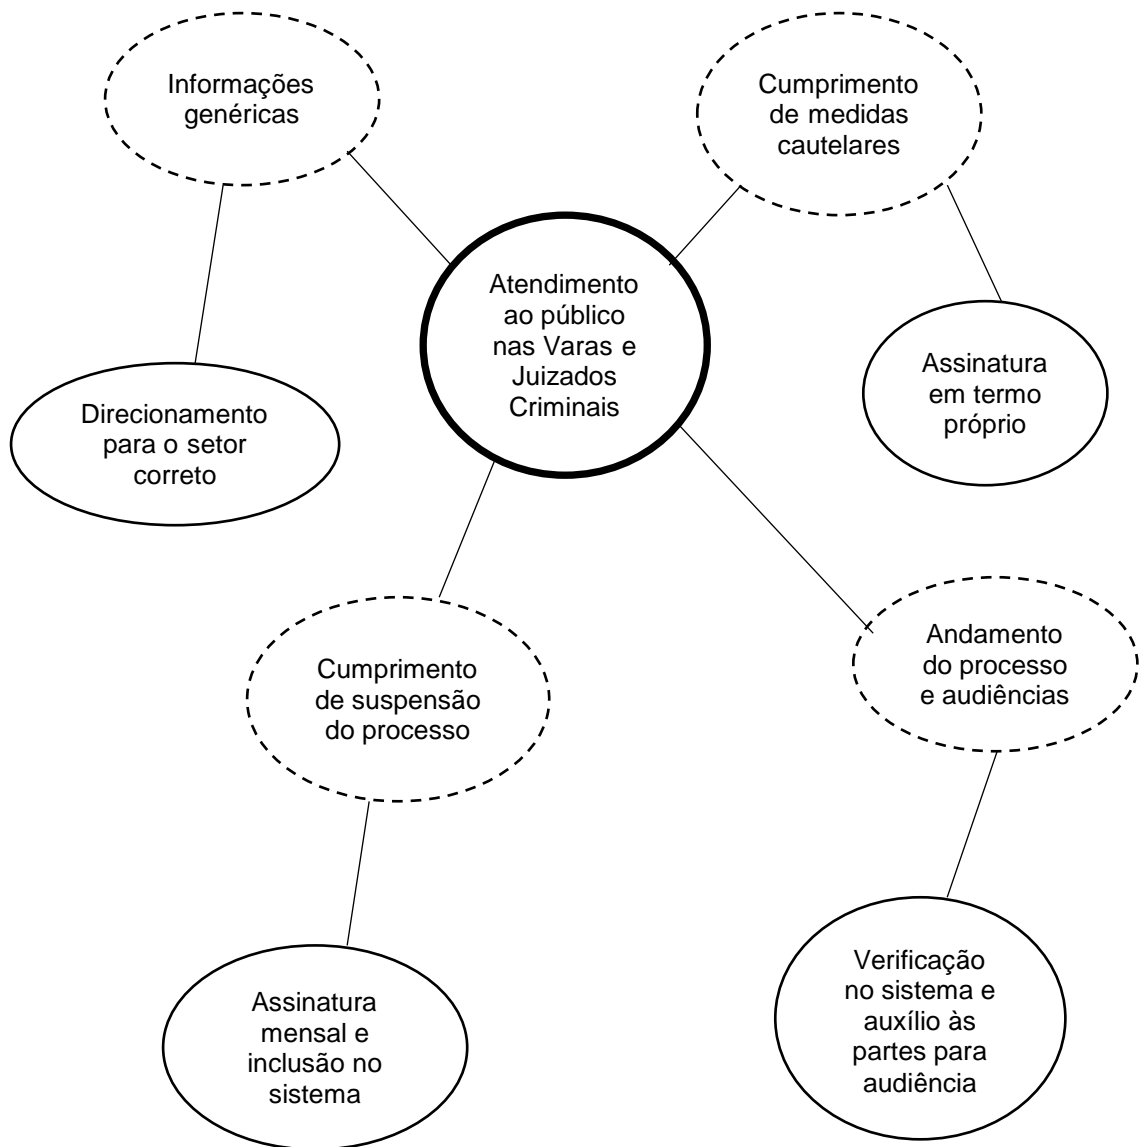 Informações
genéricas
Cumprimento
de medidas
cautelares
Atendimento
ao público
nas Varas e
Juizados
Criminais
Assinatura
em termo
próprio
Direcionamento
para o setor
correto
Cumprimento
de suspensão
do processo
Andamento
do processo
e audiências
Assinatura
mensal e
inclusão no
sistema
Verificação
no sistema e
auxílio às
partes para
audiência